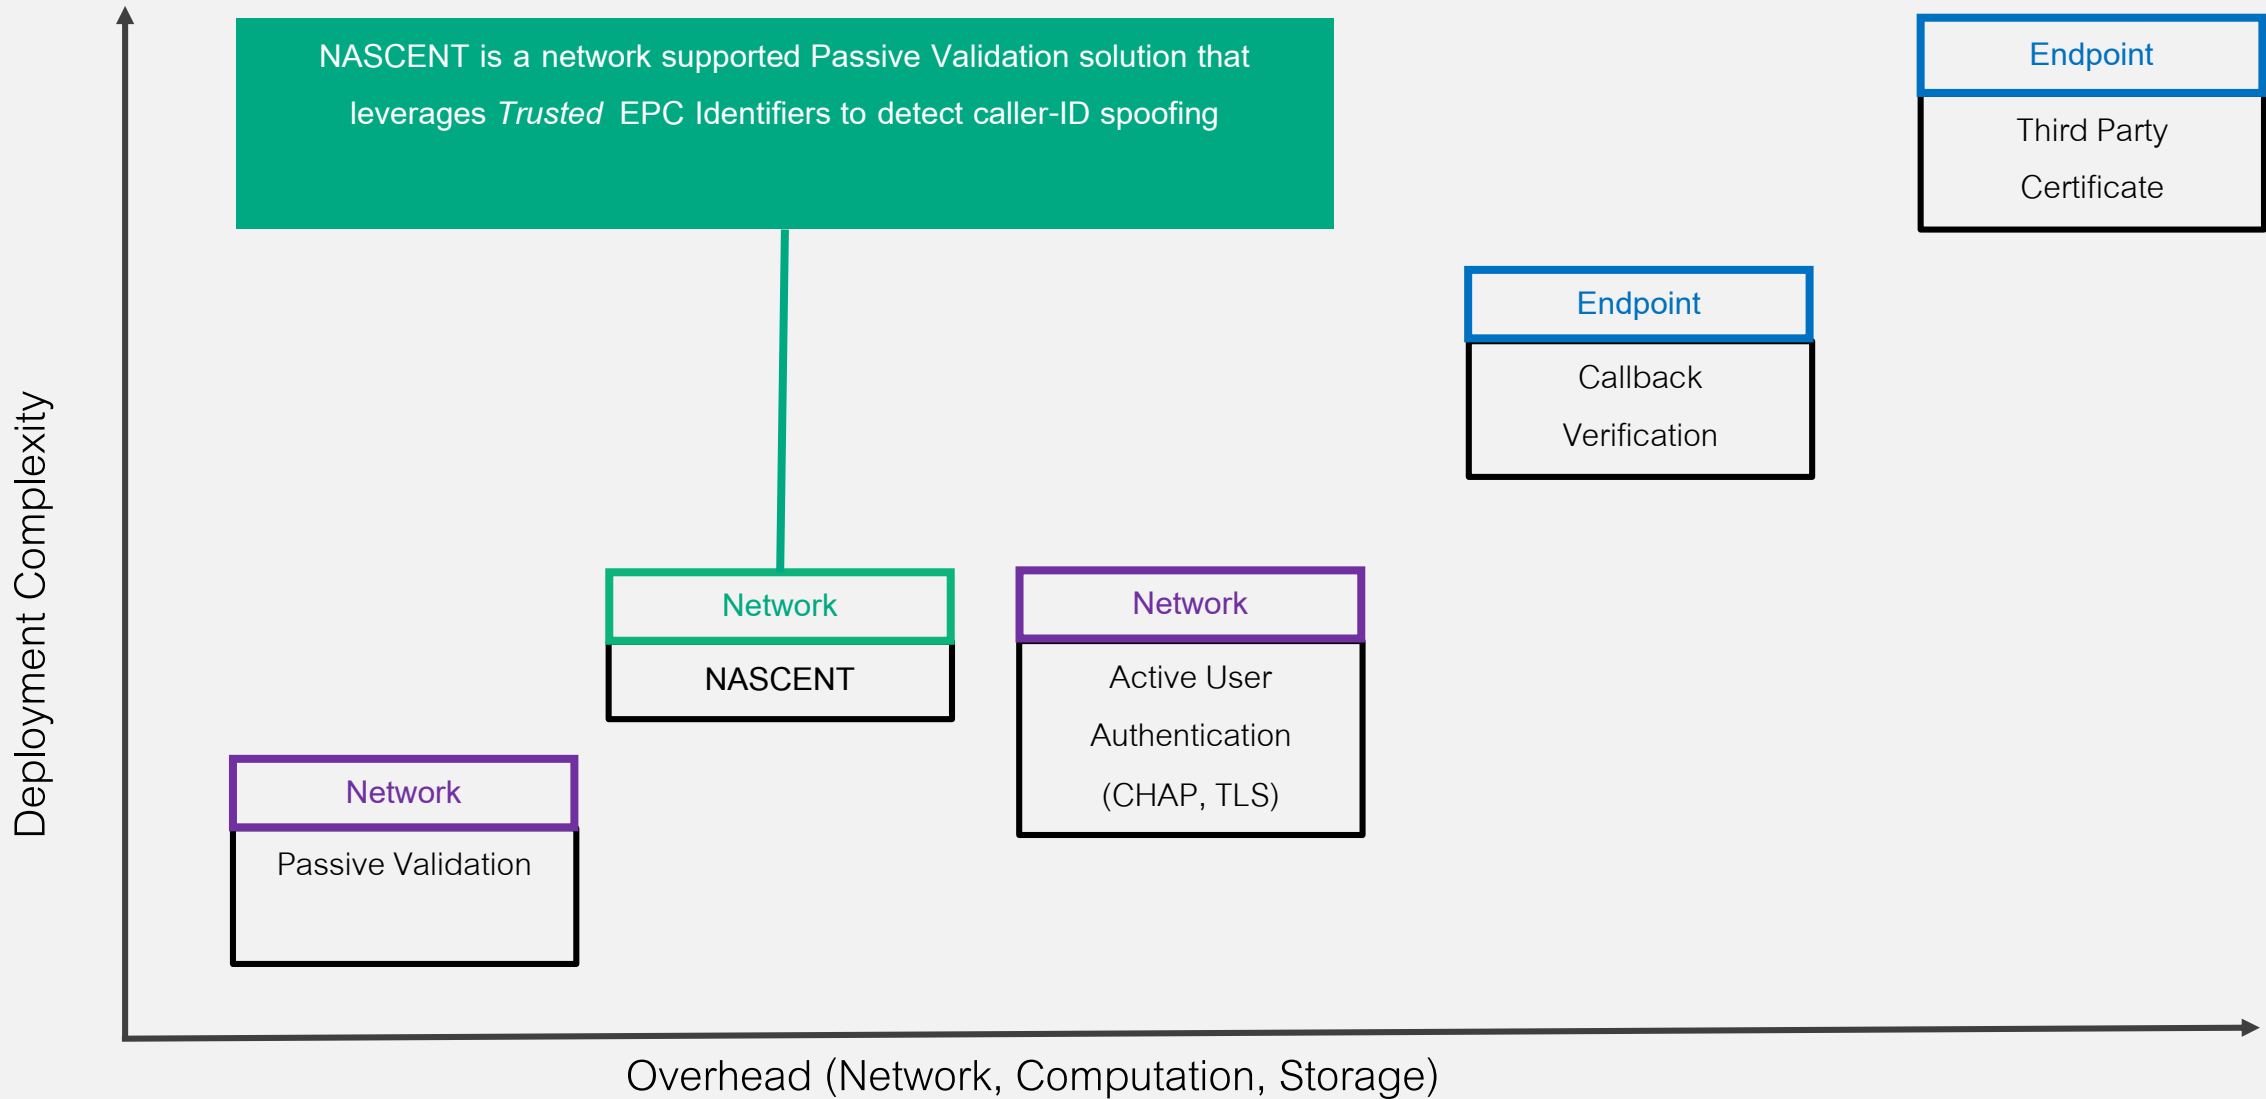 NASCENT is a network supported Passive Validation solution that
leverages Trusted EPC Identifiers to detect caller-ID spoofing
Endpoint
Third Party
Certificate
Endpoint
Callback
Verification
Network
NASCENT
Network
Active User
Authentication
(CHAP, TLS)
Network
Passive Validation
Deployment Complexity
Overhead (Network, Computation, Storage)